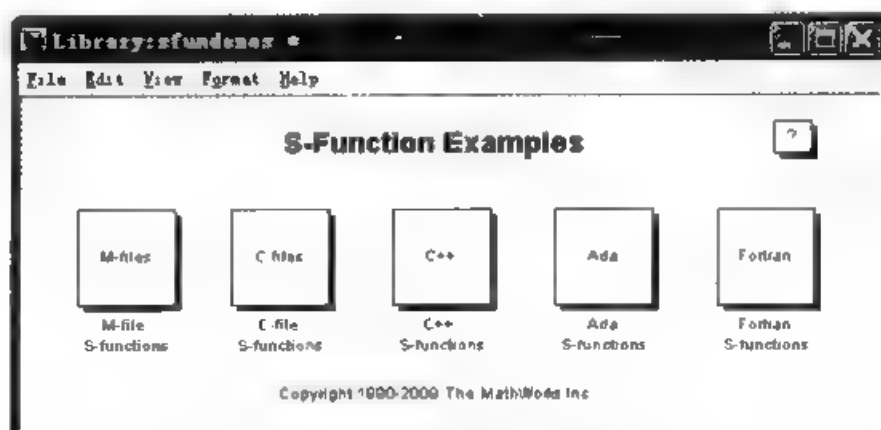 Library:sfundemos *
File Edit View Format Help
S-Function Examples
?
M-files C files C++ Ada Fortran
M-file C-file C++ Ada Fortran
S-functions S-functions S-functions S-functions S-functions
Copyright 1990-2009 The MathWorks Inc